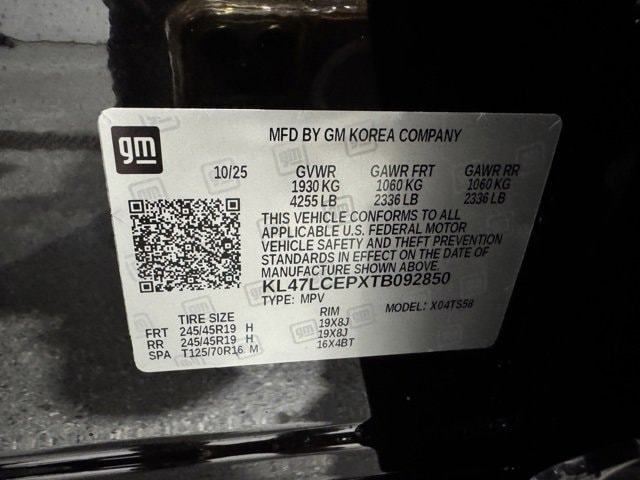 gm
MFD BY GM KOREA COMPANY
10/25 GVWR GAWR FRT GAWR RR
1930 KG 1060 KG 1060 KG
4255 LB 2336 LB 2336 LB
THIS VEHICLE CONFORMS TO ALL
APPLICABLE U.S. FEDERAL MOTOR
VEHICLE SAFETY AND THEFT PREVENTION
STANDARDS IN EFFECT ON THE DATE OF
MANUFACTURE SHOWN ABOVE.
KL47LCEPXTB092850
TYPE: MPV MODEL: X04TS58
TIRE SIZE RIM
FRT 245/45R19 H 19X8J
RR 245/45R19 H 19X8J
SPA T125/70R16 M 16X4BT